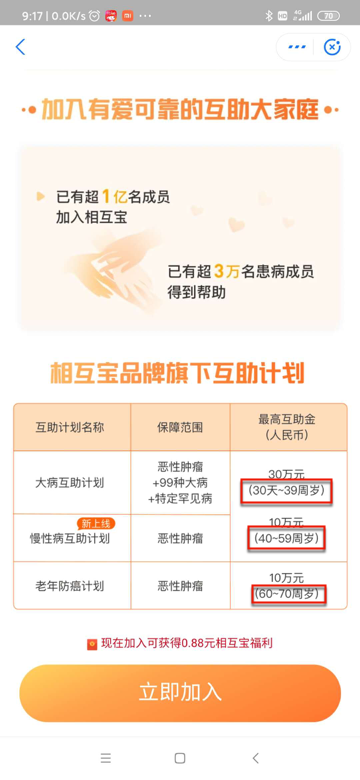 9:17 | 0.0K/s
HD 4G 70
加入有爱可靠的互助大家庭
已有超1亿名成员
加入相互宝
已有超3万名患病成员
得到帮助
相互宝品牌旗下互助计划
互助计划名称 保障范围 最高互助金
(人民币)
大病互助计划 恶性肿瘤
+99种大病
+特定罕见病 30万元
(30天~39周岁)
新上线
慢性病互助计划 恶性肿瘤 10万元
(40~59周岁)
老年防癌计划 恶性肿瘤 10万元
(60~70周岁)
现在加入可获得0.88元相互宝福利
立即加入